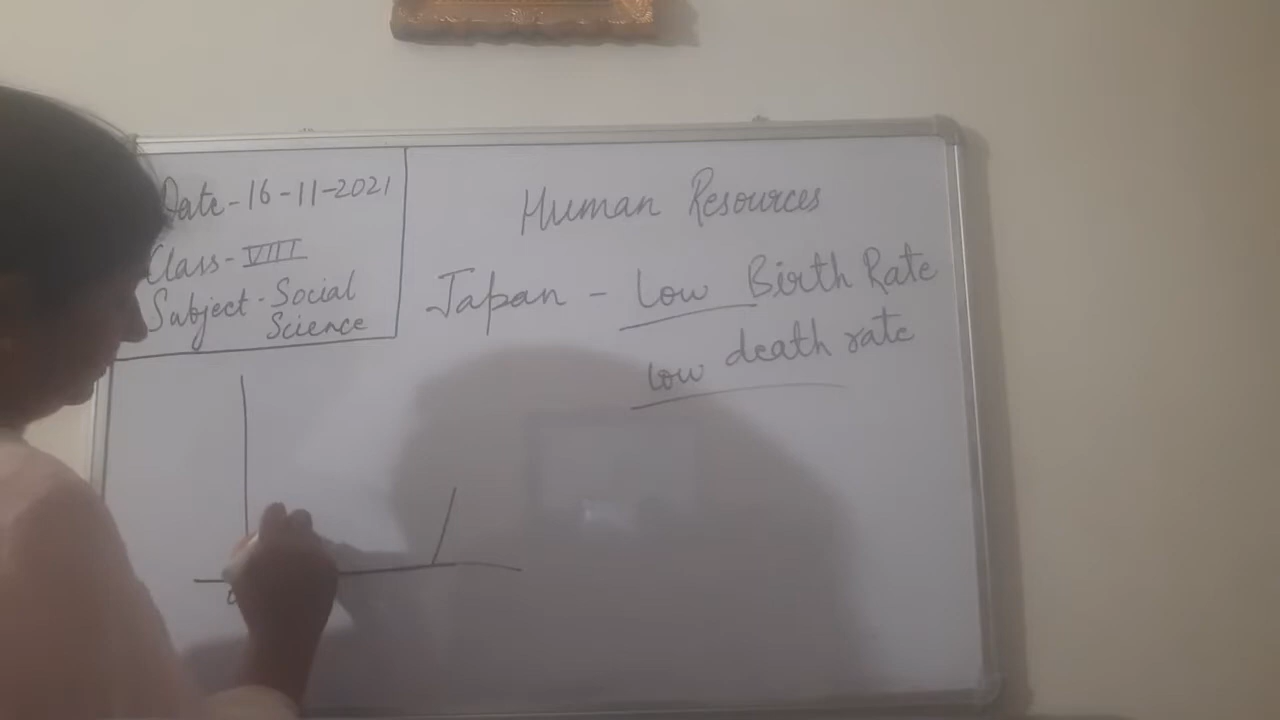 Date-16-11-2021
Class-VIII
Subject-Social
Science
Human Resources
Japan - Low Birth Rate
low death rate